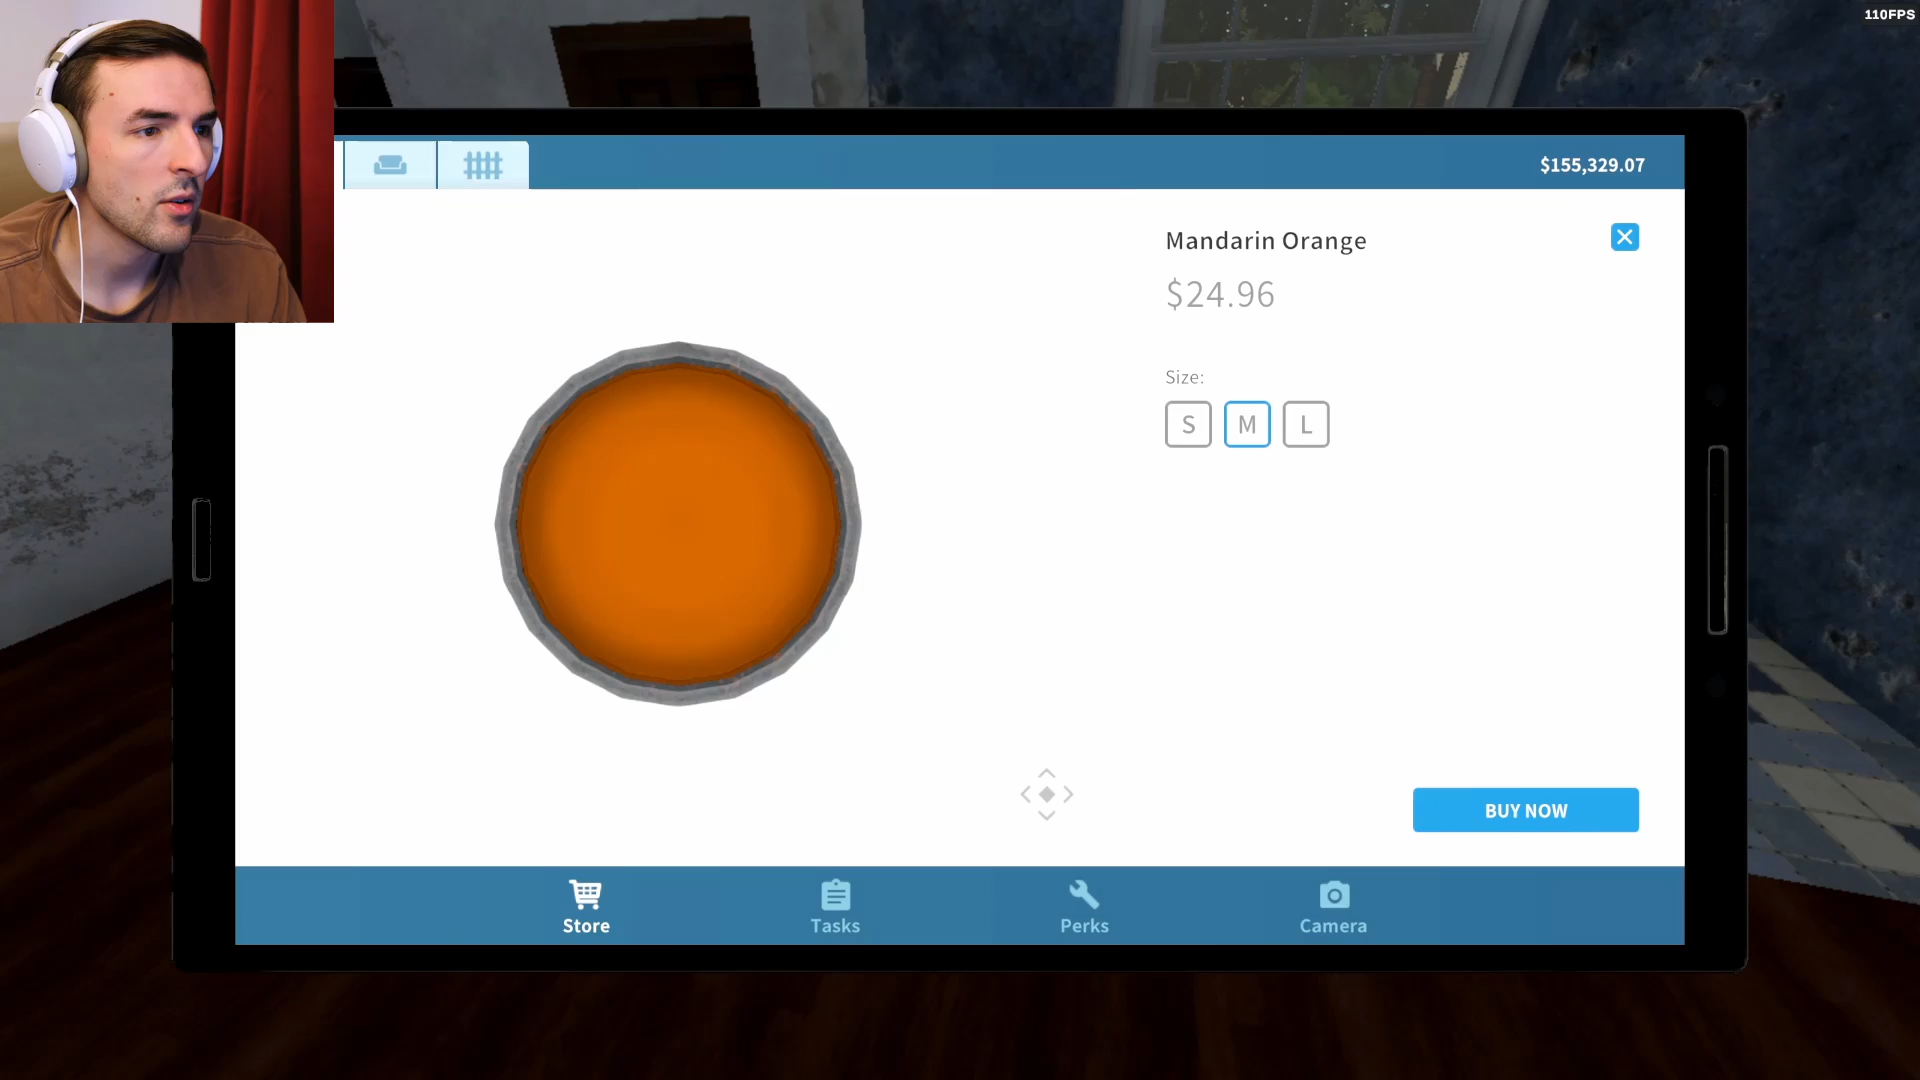 110FPS
$155,329.07
Mandarin Orange
$24.96
Size:
S M L
BUY NOW
Store Tasks Perks Camera